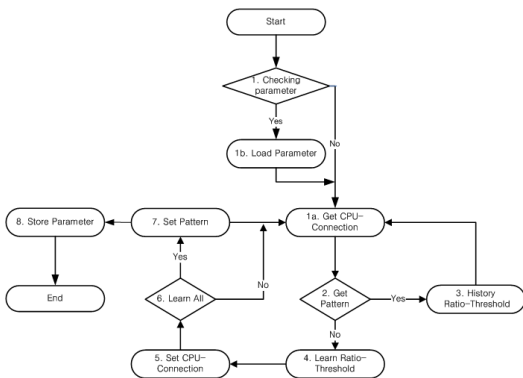 Start
1. Checking
parameter
Yes
No
1b. Load Parameter
8. Store Parameter
7. Set Pattern
1a. Get CPU-
Connection
Yes
No
End
6. Learn All
2. Get
Pattern
Yes
3. History
Ratio-Threshold
No
5. Set CPU-
Connection
4. Learn Ratio-
Threshold